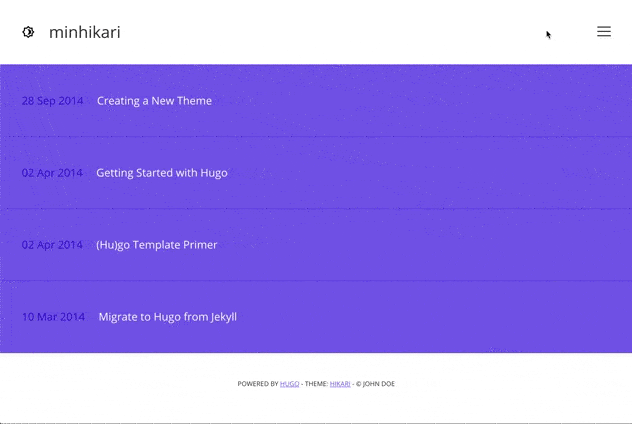 minhikari
28 Sep 2014 Creating a New Theme
02 Apr 2014 Getting Started with Hugo
02 Apr 2014 (Hu)go Template Primer
10 Mar 2014 Migrate to Hugo from Jekyll
POWERED BY HUGO - THEME: HIKARI - © JOHN DOE